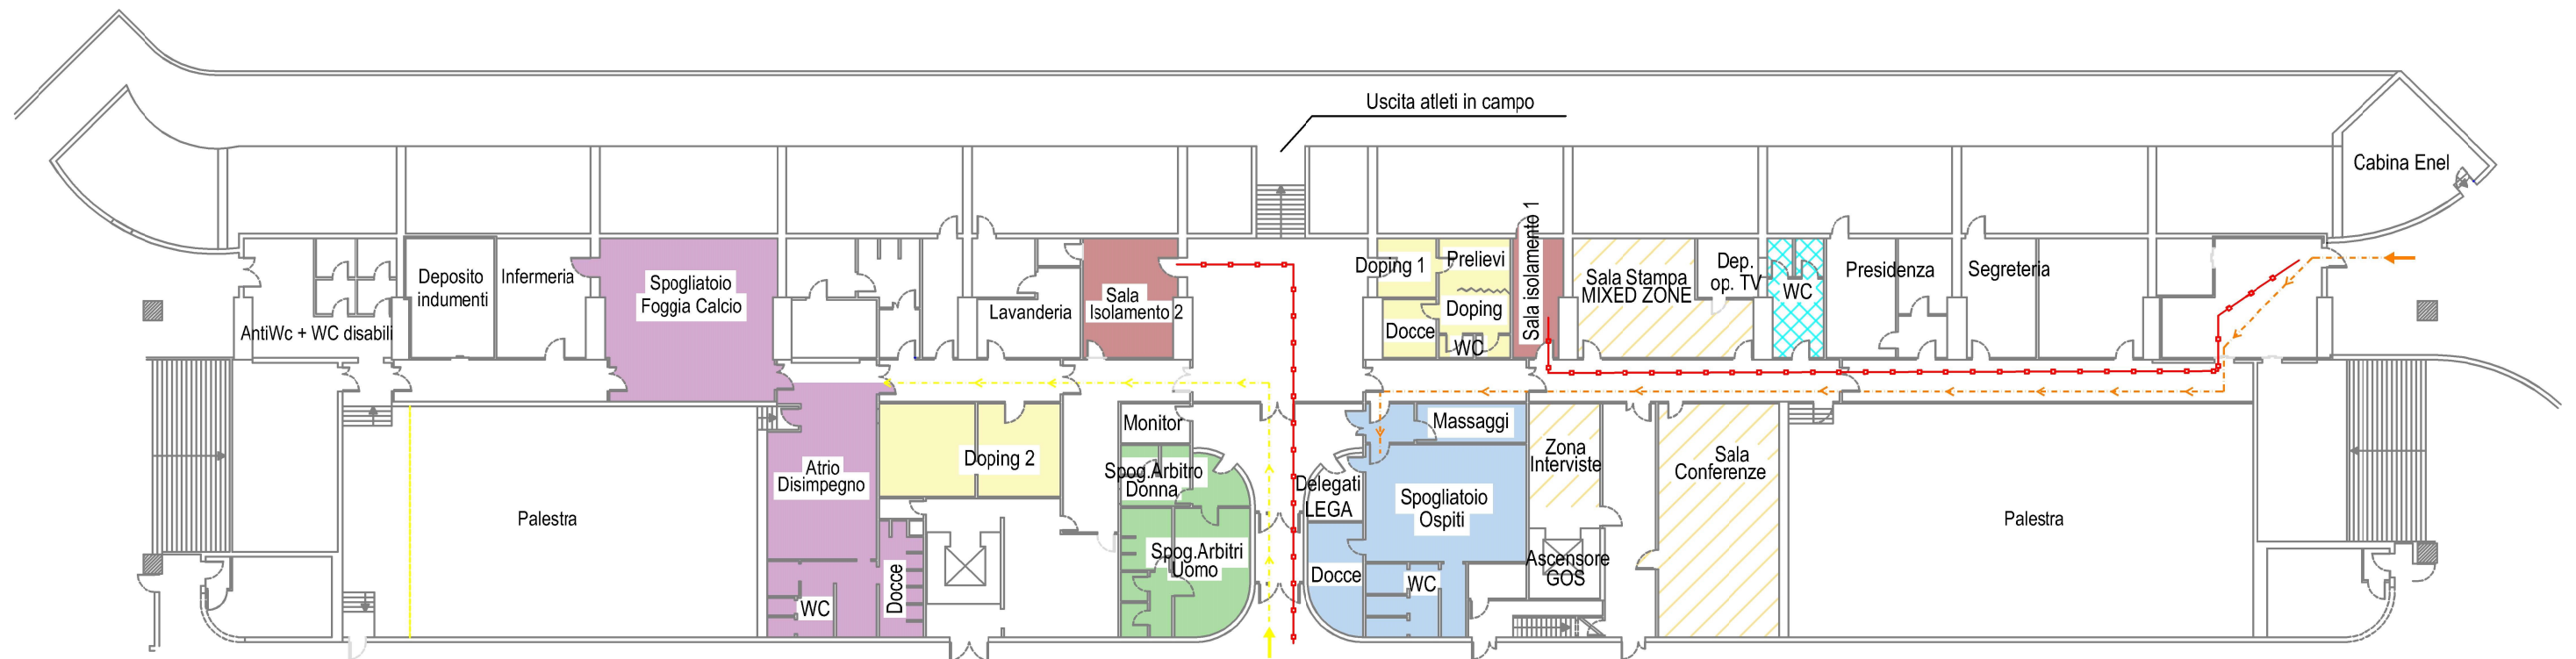 Uscita atleti in campo
Cabina Enel
AntiWc + WC disabili
Deposito
indumenti
Infermeria
Spogliatoio
Foggia Calcio
Lavanderia
Sala
Isolamento 2
Doping 1
Docce
Prelievi
Doping
WC
Sala isolamento 1
Sala Stampa
MIXED ZONE
Dep.
op. TV
WC
Presidenza
Segreteria
Palestra
Atrio
Disimpegno
WC
Docce
Doping 2
Monitor
Spog.Arbitro
Donna
Spog.Arbitri
Uomo
Delegati
LEGA
Docce
Massaggi
Spogliatoio
Ospiti
WC
Zona
Interviste
Ascensore
GOS
Sala
Conferenze
Palestra